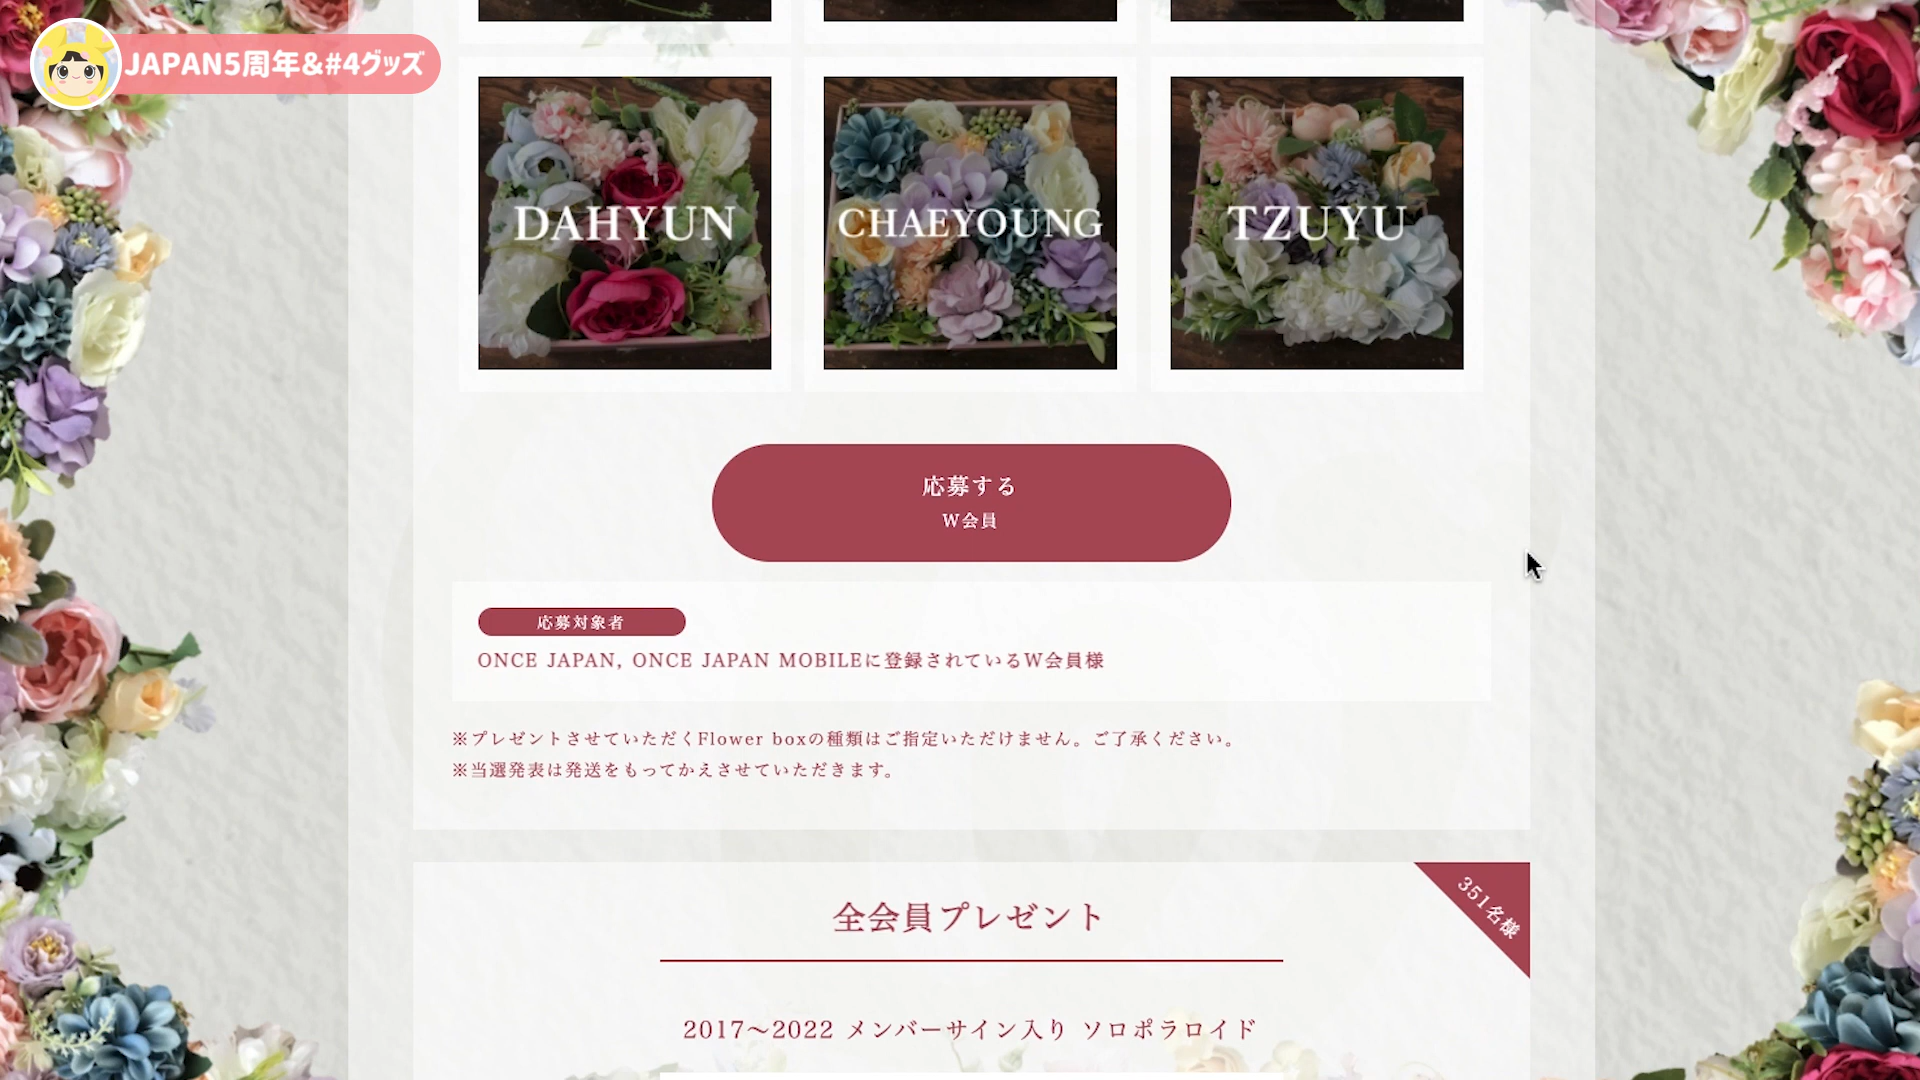 JAPAN5周年&#4グッズ
DAHYUN
CHAEYOUNG
TZUYU
応募する
W会員
応募対象者
ONCE JAPAN, ONCE JAPAN MOBILEに登録されているW会員様
※プレゼントさせていただくFlower boxの種類はご指定いただけません。ご了承ください。
※当選発表は発送をもってかえさせていただきます。
351名様
全会員プレゼント
2017～2022 メンバーサイン入り ソロポラロイド